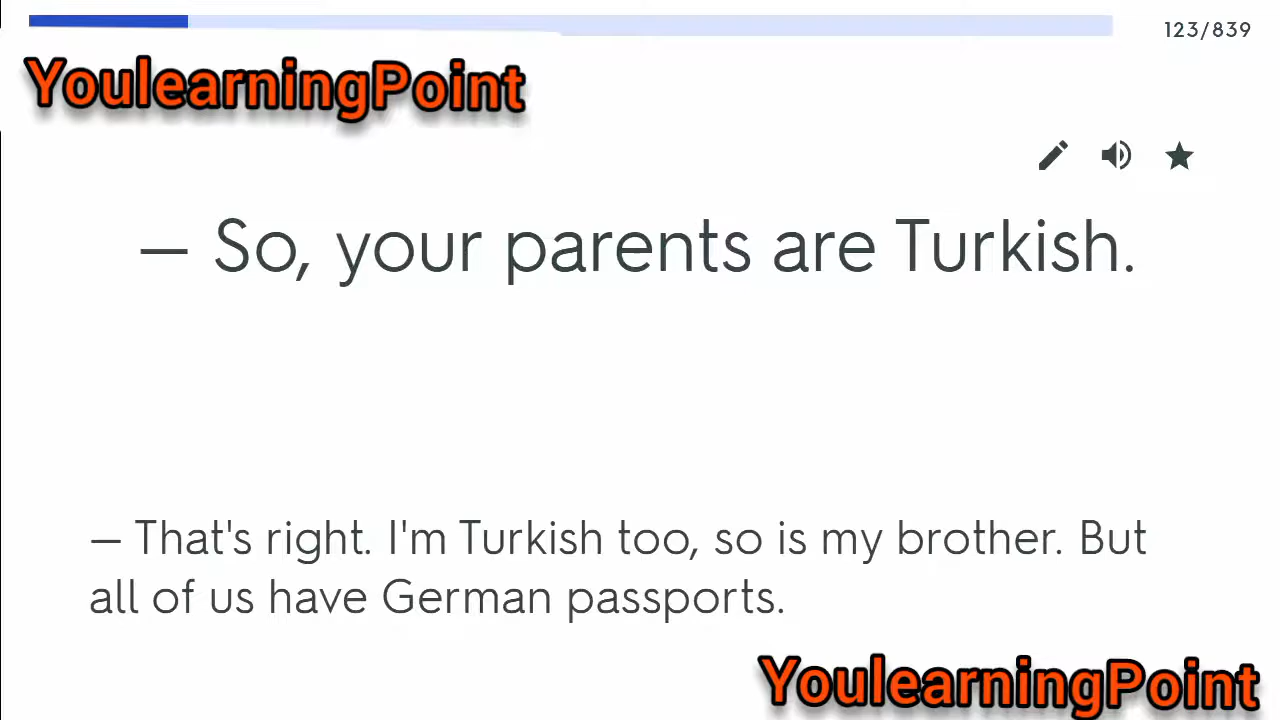 123/839
YoulearningPoint
— So, your parents are Turkish.
— That's right. I'm Turkish too, so is my brother. But
all of us have German passports.
YoulearningPoint